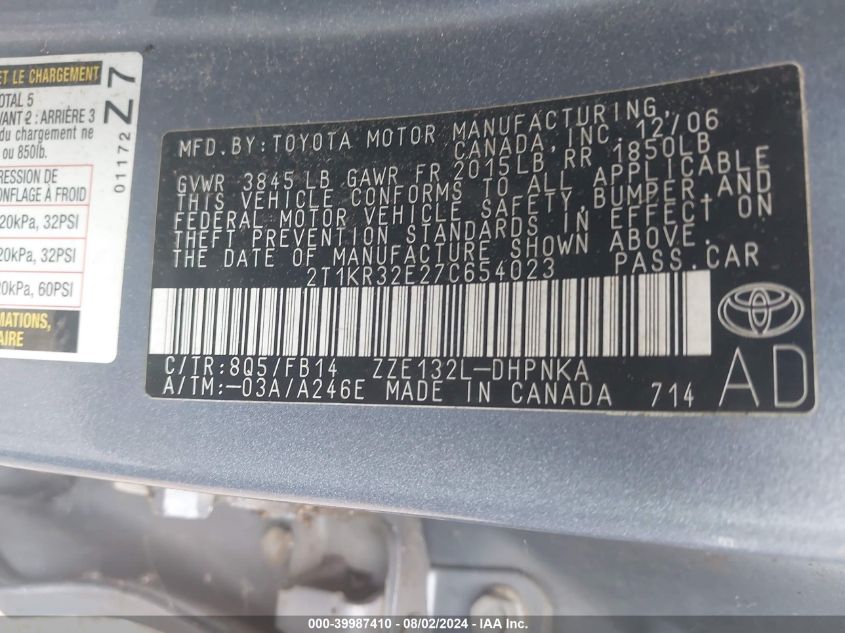 ET LE CHARGEMENT
TOTAL 5
VANT 2 : ARRIÈRE 3
du chargement ne
ou 850lb.
RESSION DE
ONFLAGE À FROID
20kPa, 32PSI
20kPa, 32PSI
20kPa, 60PSI
MATIONS,
AIRE
01172
Z7
MFD. BY: TOYOTA MOTOR MANUFACTURING,
CANADA, INC. 12/06
GVWR 3845 LB GAWR FR 2015LB RR 1850LB
THIS VEHICLE CONFORMS TO ALL APPLICABLE
FEDERAL MOTOR VEHICLE SAFETY, BUMPER AND
THEFT PREVENTION STANDARDS IN EFFECT ON
THE DATE OF MANUFACTURE SHOWN ABOVE.
2T1KR32E27C654023 PASS. CAR
C/TR:8Q5/FB14 ZZE132L-DHPNKA
A/TM:-03A/A246E MADE IN CANADA 714
AD
000-39987410 - 08/02/2024 - IAA Inc.